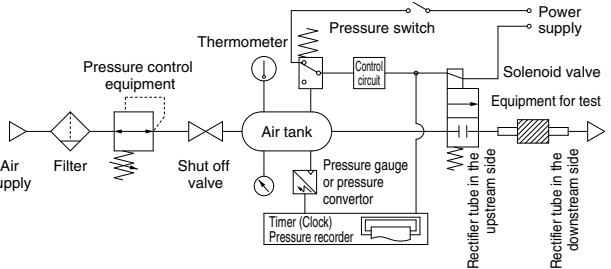 Power
supply
Pressure switch
Thermometer
Pressure control
equipment
Control
circuit
Solenoid valve
Equipment for test
Air tank
Air
supply
Filter
Shut off
valve
Pressure gauge
or pressure
convertor
Timer (Clock)
Pressure recorder
Rectifier tube in the
upstream side
Rectifier tube in the
downstream side